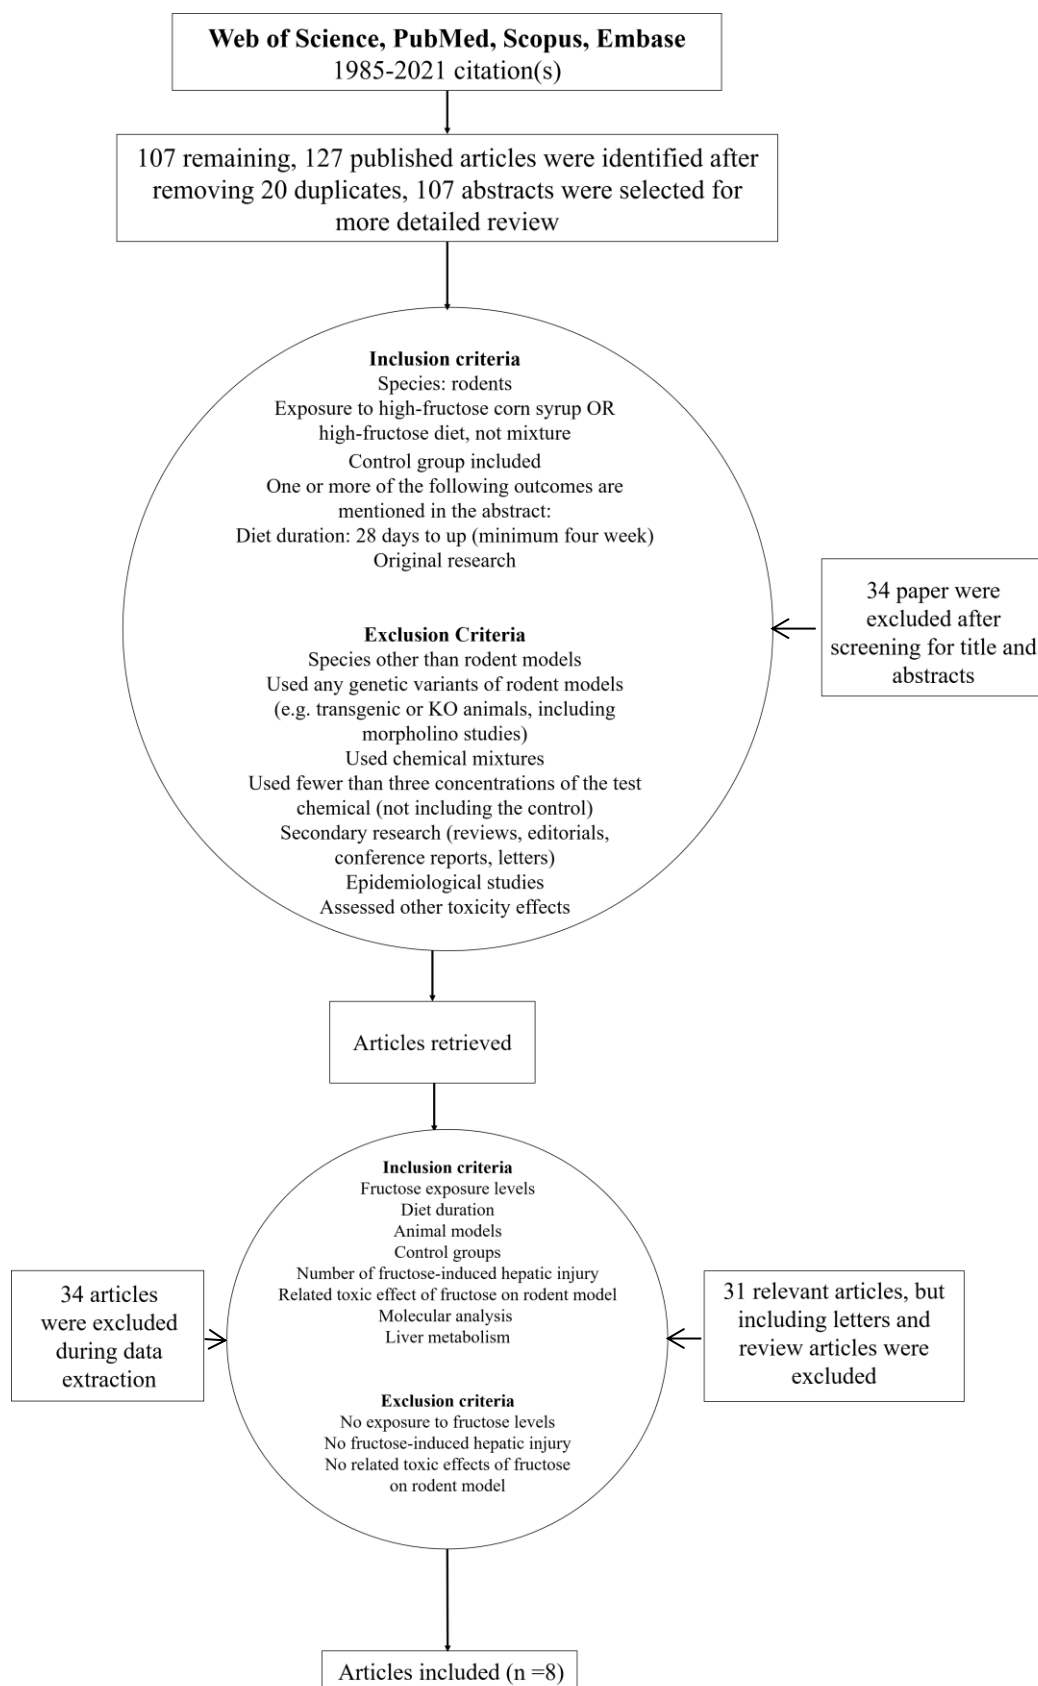 Web of Science, PubMed, Scopus, Embase
1985-2021 citation(s)
107 remaining, 127 published articles were identified after
removing 20 duplicates, 107 abstracts were selected for
more detailed review
Inclusion criteria
Species: rodents
Exposure to high-fructose corn syrup OR
high-fructose diet, not mixture
Control group included
One or more of the following outcomes are
mentioned in the abstract:
Diet duration: 28 days to up (minimum four week)
Original research
Exclusion Criteria
Species other than rodent models
Used any genetic variants of rodent models
(e.g. transgenic or KO animals, including
morpholino studies)
Used chemical mixtures
Used fewer than three concentrations of the test
chemical (not including the control)
Secondary research (reviews, editorials,
conference reports, letters)
Epidemiological studies
Assessed other toxicity effects
34 paper were
excluded after
screening for title and
abstracts
Articles retrieved
Inclusion criteria
Fructose exposure levels
Diet duration
Animal models
Control groups
Number of fructose-induced hepatic injury
Related toxic effect of fructose on rodent model
Molecular analysis
Liver metabolism
Exclusion criteria
No exposure to fructose levels
No fructose-induced hepatic injury
No related toxic effects of fructose
on rodent model
34 articles
were excluded
during data
extraction
31 relevant articles, but
including letters and
review articles were
excluded
Articles included (n =8)